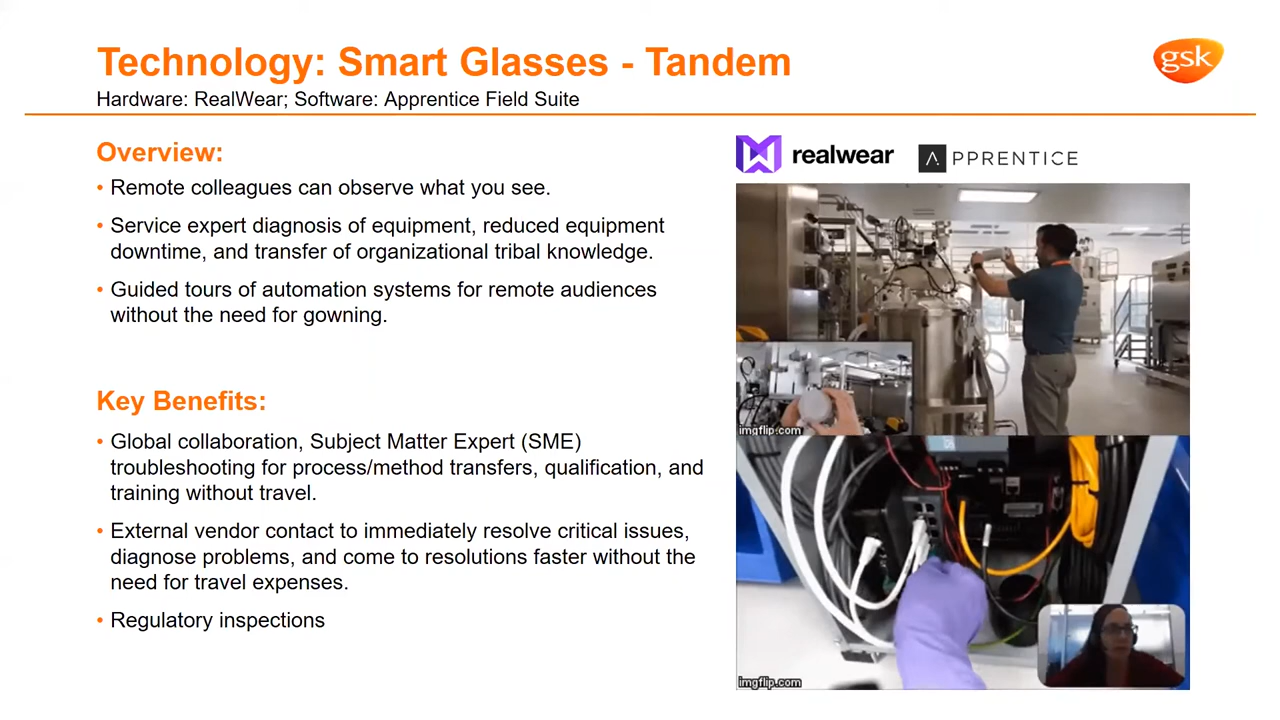 Technology: Smart Glasses - Tandem
Hardware: RealWear; Software: Apprentice Field Suite
gsk
Overview:
• Remote colleagues can observe what you see.
• Service expert diagnosis of equipment, reduced equipment
downtime, and transfer of organizational tribal knowledge.
• Guided tours of automation systems for remote audiences
without the need for gowning.
Key Benefits:
• Global collaboration, Subject Matter Expert (SME)
troubleshooting for process/method transfers, qualification, and
training without travel.
• External vendor contact to immediately resolve critical issues,
diagnose problems, and come to resolutions faster without the
need for travel expenses.
• Regulatory inspections
realwear
APPRENTICE
imgflip.com
imgflip.com